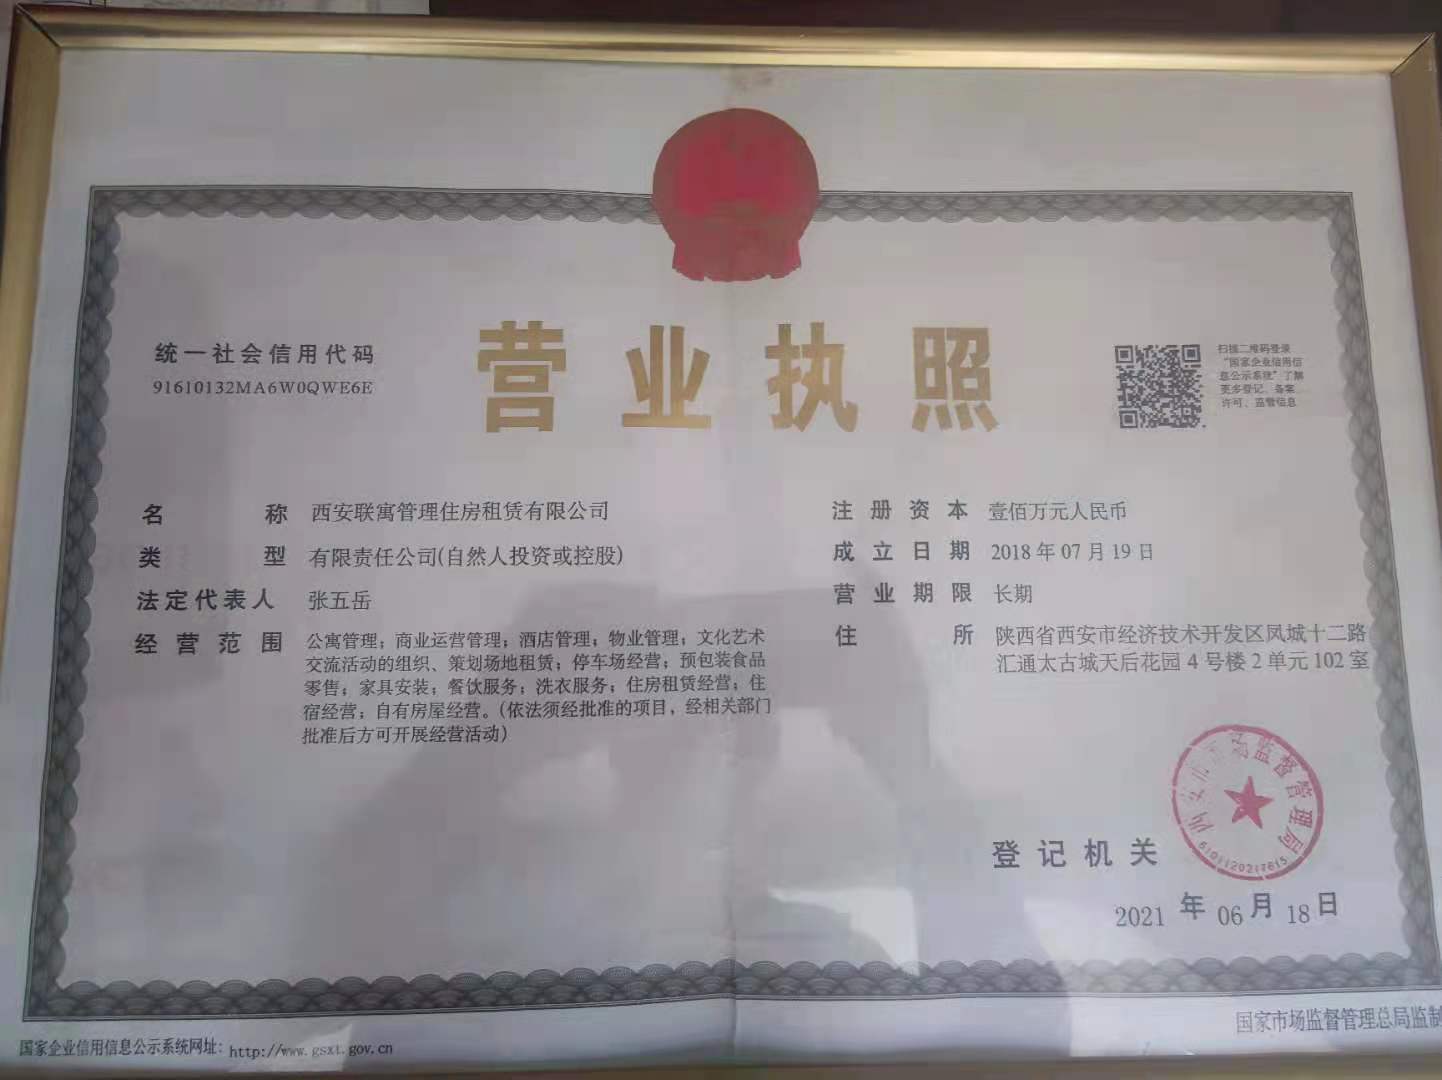 营业执照
统一社会信用代码
91610132MA6W0QWE6E
扫描二维码登录
“国家企业信用信
息公示系统”了解
更多登记、备案、
许可、监管信息
名称 西安联寓管理住房租赁有限公司
类型 有限责任公司(自然人投资或控股)
法定代表人 张五岳
经营范围 公寓管理；商业运营管理；酒店管理；物业管理；文化艺术
交流活动的组织、策划场地租赁；停车场经营；预包装食品
零售；家具安装；餐饮服务；洗衣服务；住房租赁经营；住
宿经营；自有房屋经营。(依法须经批准的项目，经相关部门
批准后方可开展经营活动)
注册资本 壹佰万元人民币
成立日期 2018年07月19日
营业期限 长期
住所 陕西省西安市经济技术开发区凤城十二路
汇通太古城天后花园4号楼2单元102室
西安市市场监督管理局
6101120217615
登记机关
2021年06月18日
国家企业信用信息公示系统网址：http://www.gsxt.gov.cn
国家市场监督管理总局监制